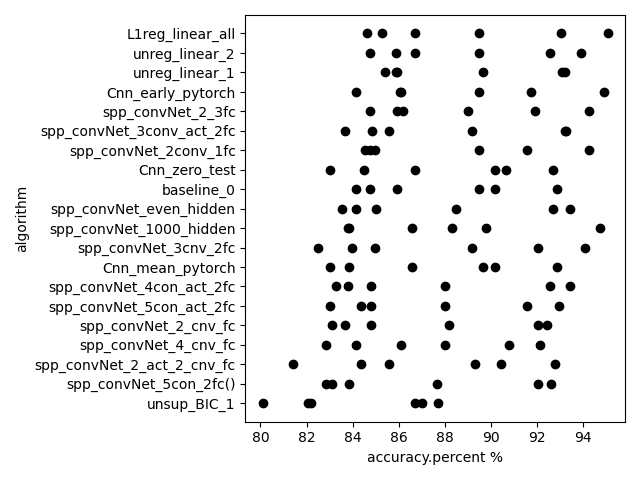 algorithm
L1reg_linear_all
unreg_linear_2
unreg_linear_1
Cnn_early_pytorch
spp_convNet_2_3fc
spp_convNet_3conv_act_2fc
spp_convNet_2conv_1fc
Cnn_zero_test
baseline_0
spp_convNet_even_hidden
spp_convNet_1000_hidden
spp_convNet_3cnv_2fc
Cnn_mean_pytorch
spp_convNet_4con_act_2fc
spp_convNet_5con_act_2fc
spp_convNet_2_cnv_fc
spp_convNet_4_cnv_fc
spp_convNet_2_act_2_cnv_fc
spp_convNet_5con_2fc()
unsup_BIC_1
80 82 84 86 88 90 92 94
accuracy.percent %